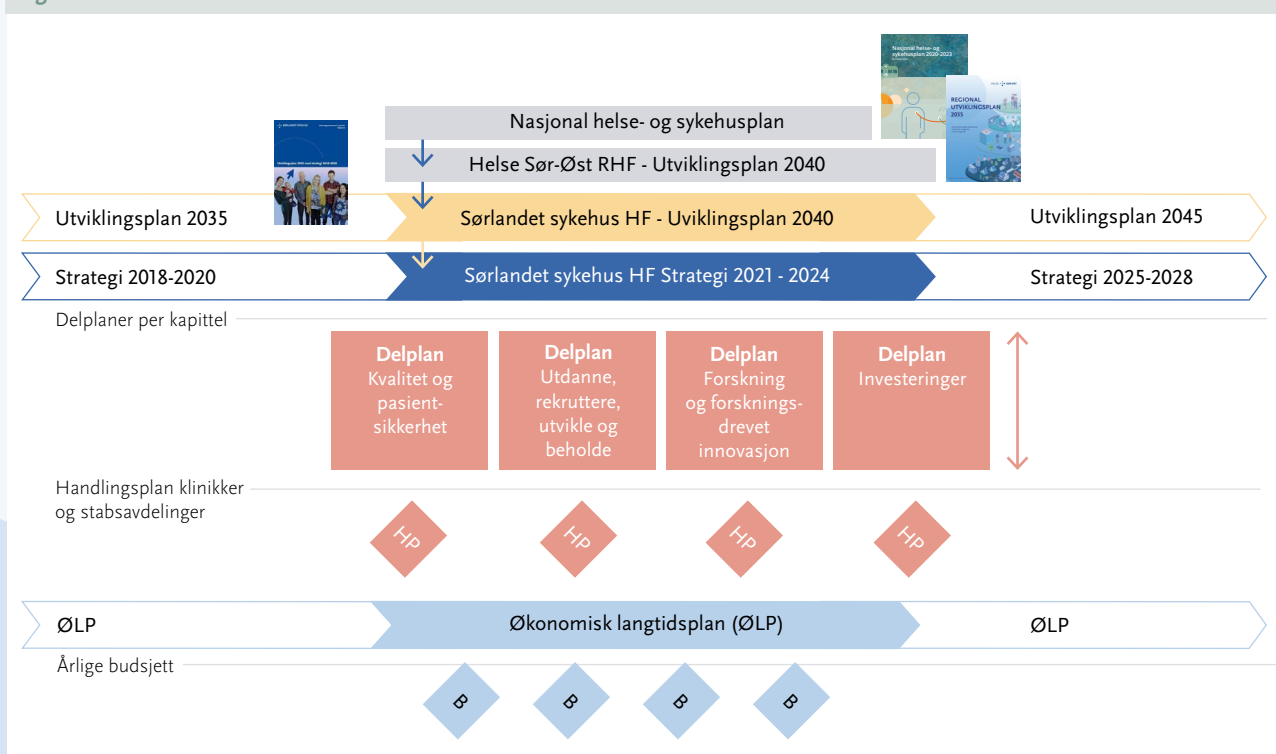 Nasjonal helse- og
sykehusplan 2020-2023
REGIONAL
UTVIKLINGSPLAN
2035
Nasjonal helse- og sykehusplan
Helse Sør-Øst RHF - Utviklingsplan 2040
Utviklingsplan 2035
Sørlandet sykehus HF - Uviklingsplan 2040
Utviklingsplan 2045
Strategi 2018-2020
Sørlandet sykehus HF Strategi 2021 - 2024
Strategi 2025-2028
Delplaner per kapittel
Delplan
Kvalitet og
pasient-
sikkerhet
Delplan
Utdanne,
rekruttere,
utvikle og
beholde
Delplan
Forskning
og forsknings-
drevet
innovasjon
Delplan
Investeringer
Handlingsplan klinikker
og stabsavdelinger
HP
HP
HP
HP
ØLP
Økonomisk langtidsplan (ØLP)
ØLP
Årlige budsjett
B
B
B
B